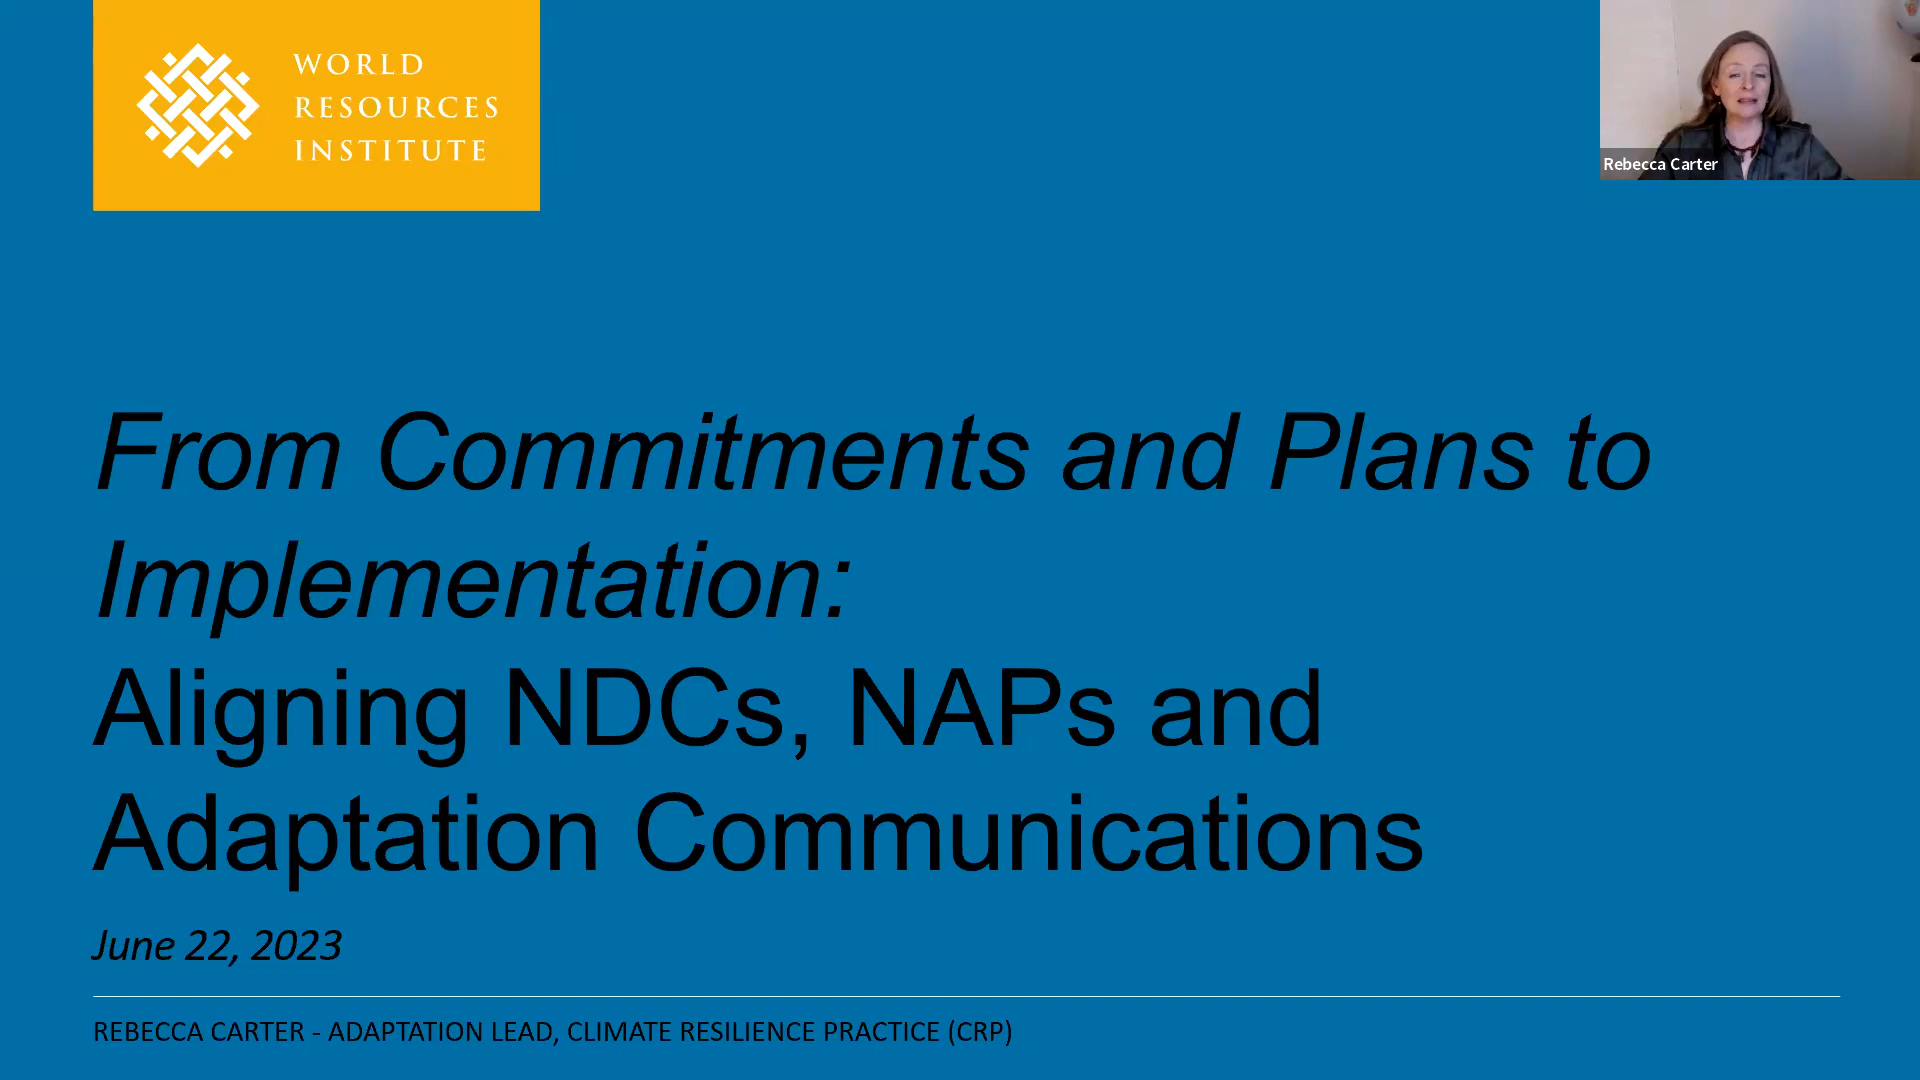 WORLD
RESOURCES
INSTITUTE
Rebecca Carter
From Commitments and Plans to
Implementation:
Aligning NDCs, NAPs and
Adaptation Communications
June 22, 2023
REBECCA CARTER - ADAPTATION LEAD, CLIMATE RESILIENCE PRACTICE (CRP)